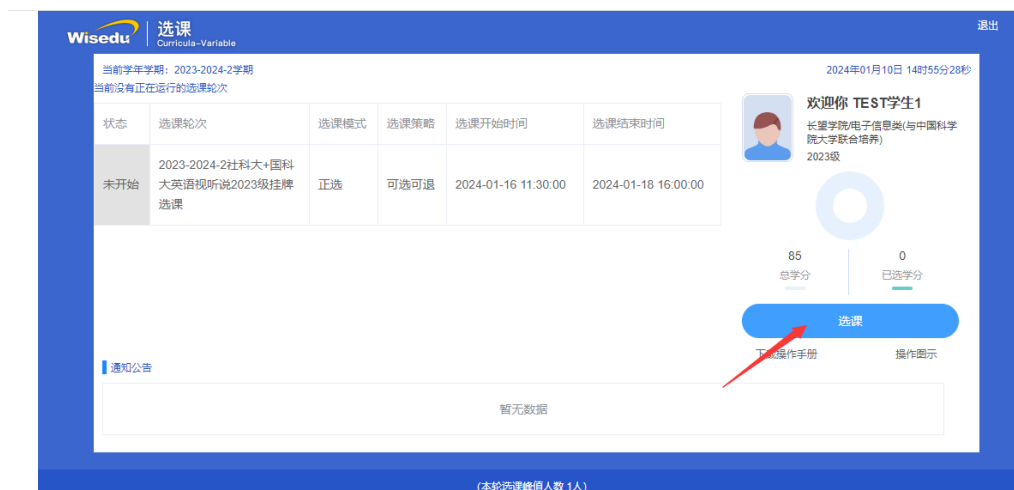 Wisedu
选课
Curricula-Variable
退出
当前学年学期：2023-2024-2学期
2024年01月10日 14时55分28秒
当前没有正在运行的选课轮次
状态 选课轮次 选课模式 选课策略 选课开始时间 选课结束时间
未开始 2023-2024-2社科大+国科
大英语视听说2023级挂牌
选课
正选 可选可退 2024-01-16 11:30:00 2024-01-18 16:00:00
欢迎你 TEST学生1
长望学院/电子信息类(与中国科学
院大学联合培养)
2023级
85 0
总学分 已选学分
选课
下载操作手册 操作图示
通知公告
暂无数据
(本轮选课峰值人数 1人)